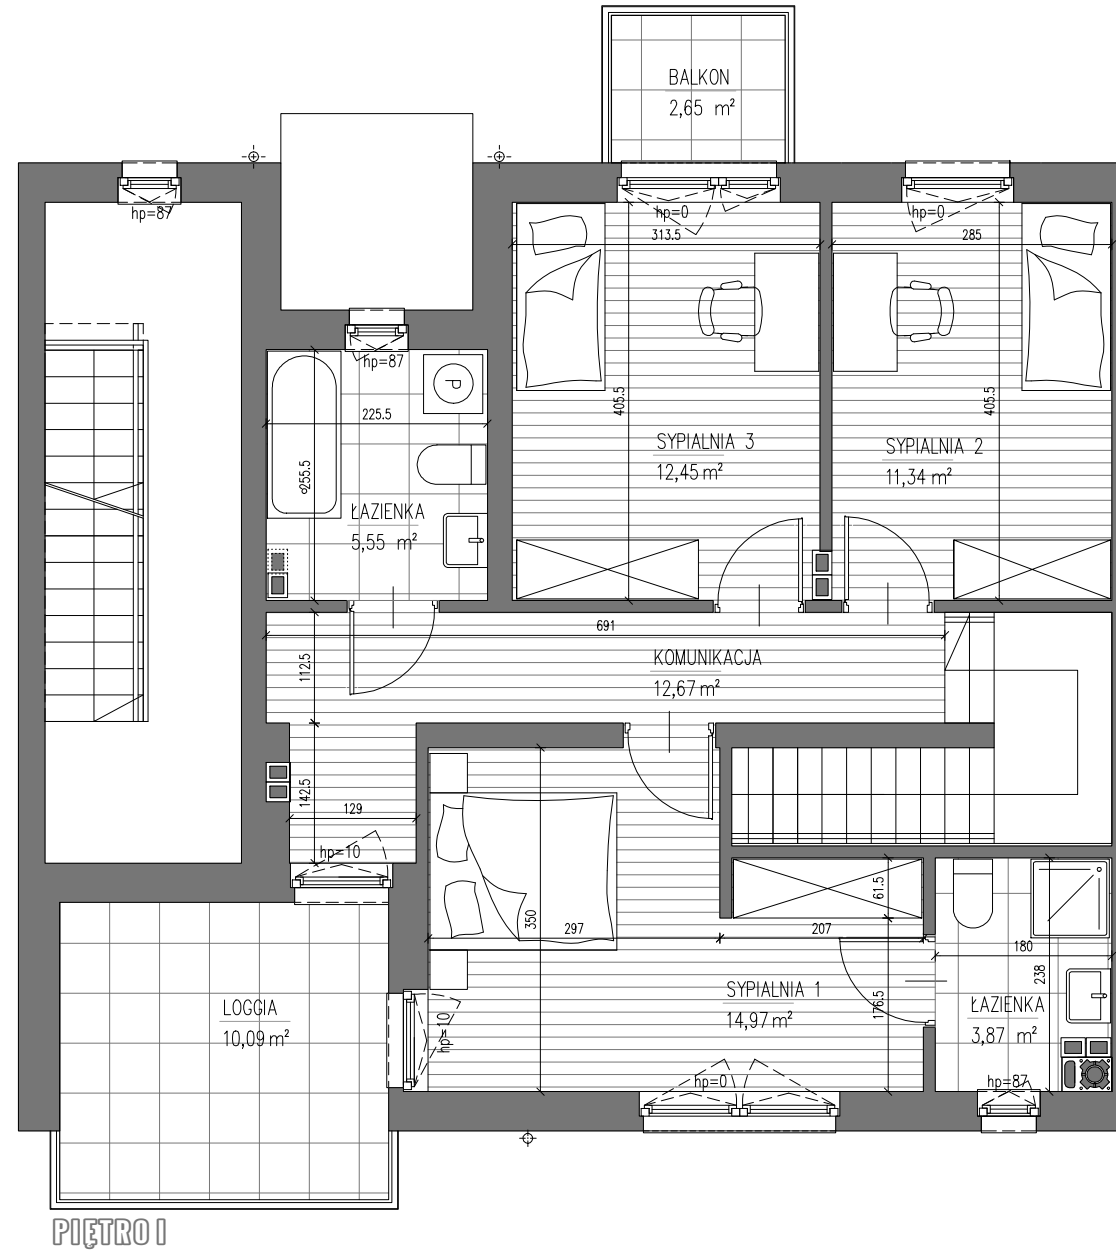 BALKON
2,65 m²
hp=87
hp=0
hp=0
313.5
285
hp=87
P
225.5
405.5
405.5
SYPIALNIA 3
12,45 m²
SYPIALNIA 2
11,34 m²
255.5
ŁAZIENKA
5,55 m²
691
112.5
KOMUNIKACJA
12,67 m²
142.5
129
hp=10
61.5
350
297
207
180
238
SYPIALNIA 1
14,97 m²
176.5
ŁAZIENKA
3,87 m²
LOGGIA
10,09 m²
hp=10
hp=0
hp=87
PIĘTRO I